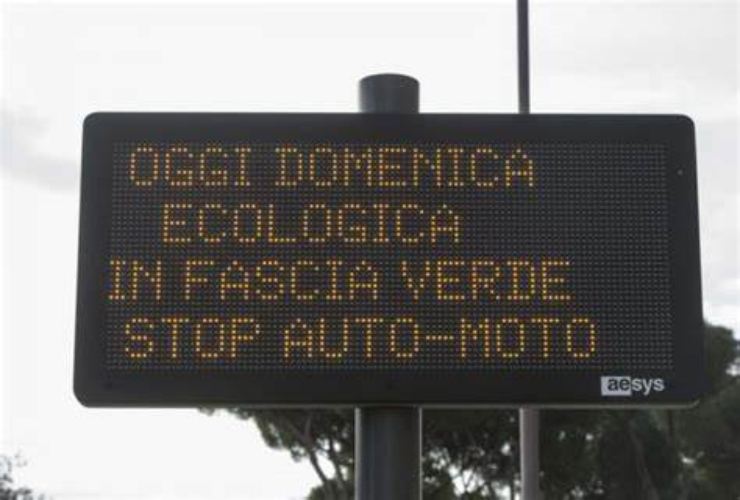 OGGI DOMENICA
ECOLOGICA
IN FASCIA VERDE
STOP AUTO-MOTO
aesys